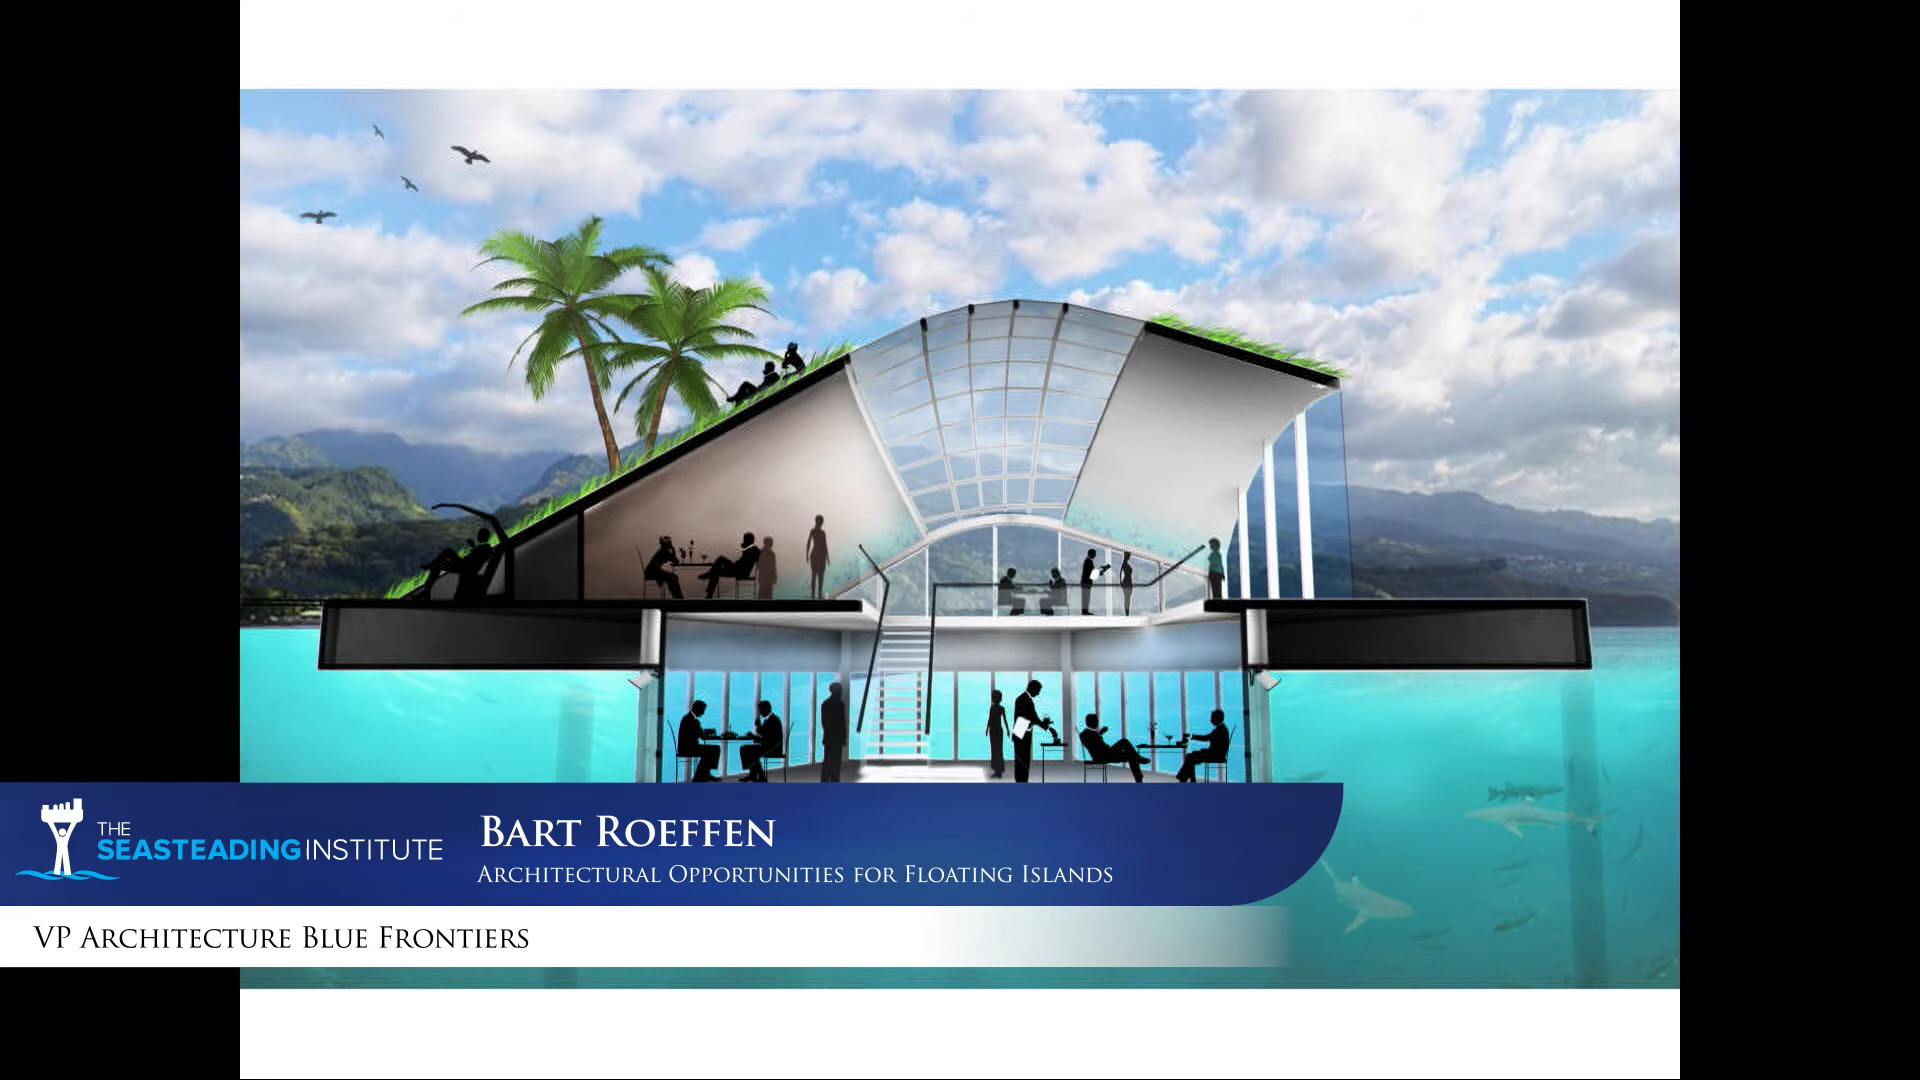 THE
SEASTEADING INSTITUTE
BART ROEFFEN
ARCHITECTURAL OPPORTUNITIES FOR FLOATING ISLANDS
VP ARCHITECTURE BLUE FRONTIERS